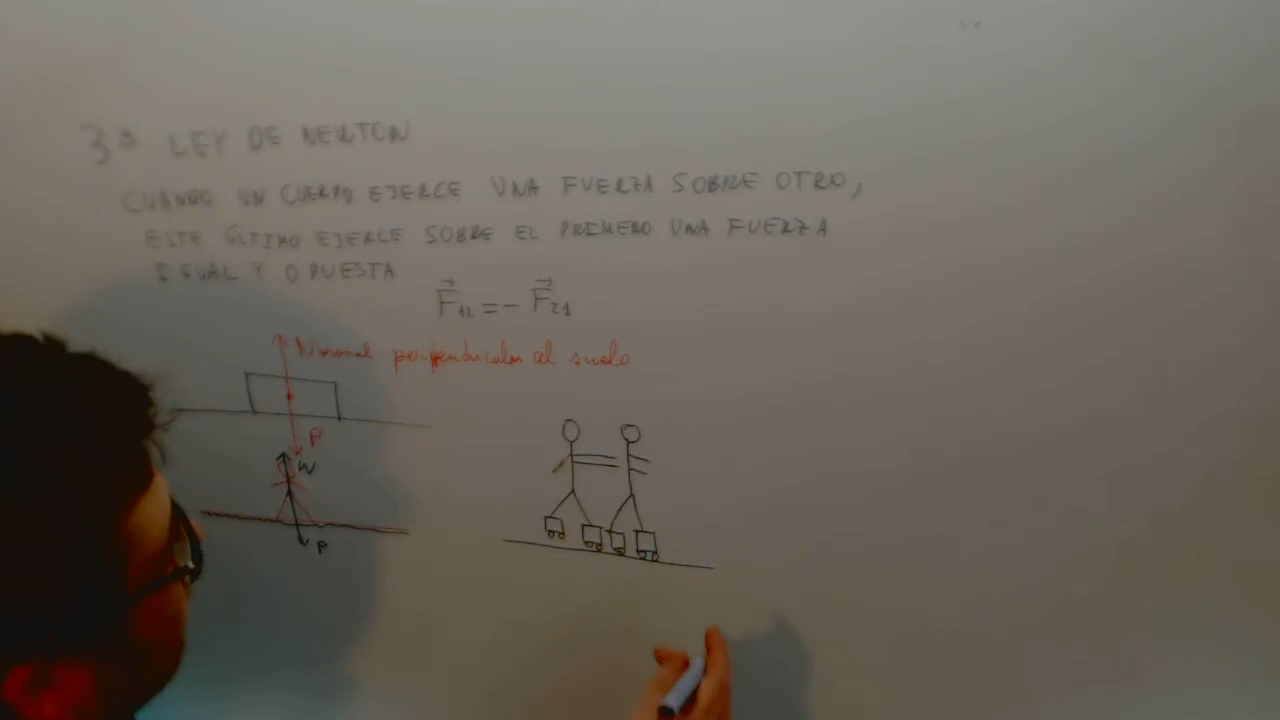 3ª LEY DE NEWTON
CUANDO UN CUERPO EJERCE UNA FUERZA SOBRE OTRO,
ESTE ÚLTIMO EJERCE SOBRE EL PRIMERO UNA FUERZA
IGUAL Y OPUESTA
F₁₂ = - F₂₁
Normal perpendicular al suelo
P
N
P